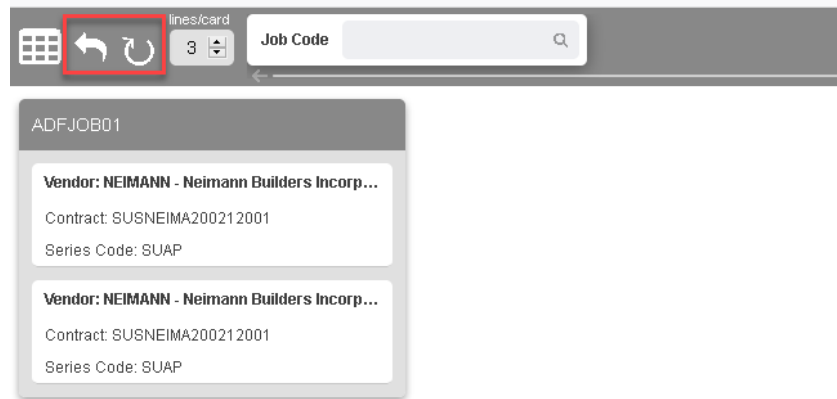 lines/card
3
Job Code
ADFJOB01
Vendor: NEIMANN - Neimann Builders Incorp...
Contract: SUSNEIMA200212001
Series Code: SUAP
Vendor: NEIMANN - Neimann Builders Incorp...
Contract: SUSNEIMA200212001
Series Code: SUAP